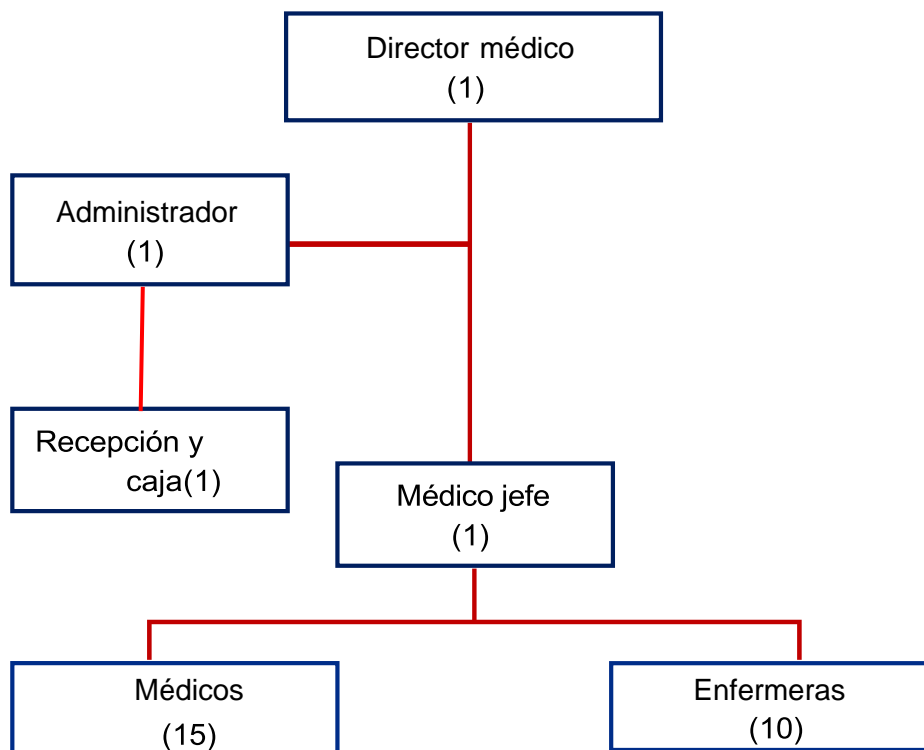 Director médico
(1)
Administrador
(1)
Recepción y
caja(1)
Médico jefe
(1)
Médicos
(15)
Enfermeras
(10)